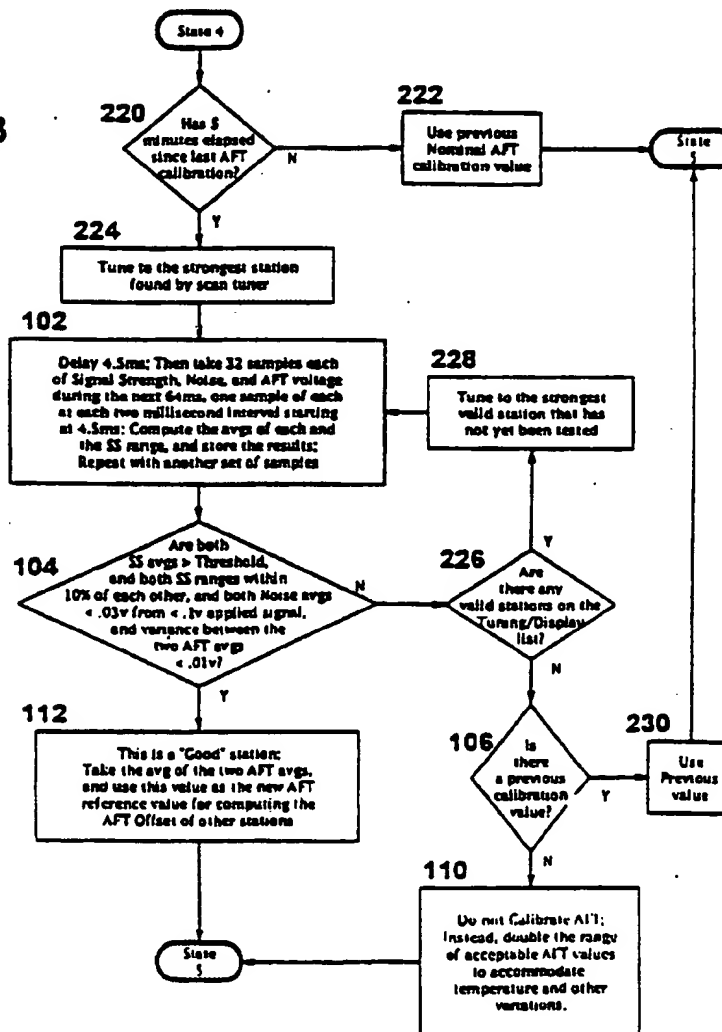 State 4
220
Has 5
minutes elapsed
since last AFT
calibration?
N
Y
222
Use previous
Nominal AFT
calibration value
State
5
224
Tune to the strongest station
found by scan tuner
102
Delay 4.5ms; Then take 32 samples each
of Signal Strength, Noise, and AFT voltage
during the next 64ms, one sample of each
at each two millisecond interval starting
at 4.5ms: Compute the avgs of each and
the SS range, and store the results;
Repeat with another set of samples
228
Tune to the strongest
valid station that has
not yet been tested
104
Are both
SS avgs > Threshold,
and both SS ranges within
10% of each other, and both Noise avgs
< .03v from < .1v applied signal,
and variance between the
two AFT avgs
< .01v?
N
Y
226
Are
there any
valid stations on the
Tuning/Display
list?
Y
N
112
This is a "Good" station;
Take the avg of the two AFT avgs,
and use this value as the new AFT
reference value for computing the
AFT Offset of other stations
106
Is
there
a previous
calibration
value?
Y
N
230
Use
Previous
value
110
Do not Calibrate AFT;
Instead, double the range
of acceptable AFT values
to accommodate
temperature and other
variations.
State
5